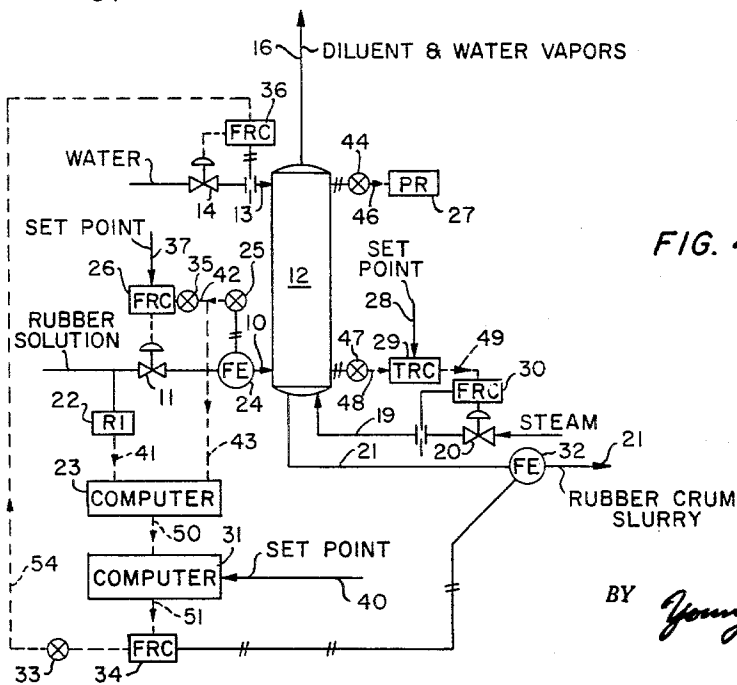 16
DILUENT & WATER VAPORS
36
FRC
WATER
14
13
44
46
PR
27
SET POINT
37
26
FRC
35
42
25
12
SET
POINT
28
FIG.
RUBBER
SOLUTION
10
11
FE
24
47
48
29
TRC
49
FRC
30
22
RI
41
43
19
20
STEAM
21
FE
32
21
RUBBER CRUM
SLURRY
23
COMPUTER
50
31
COMPUTER
SET POINT
40
54
51
33
FRC
34
BY